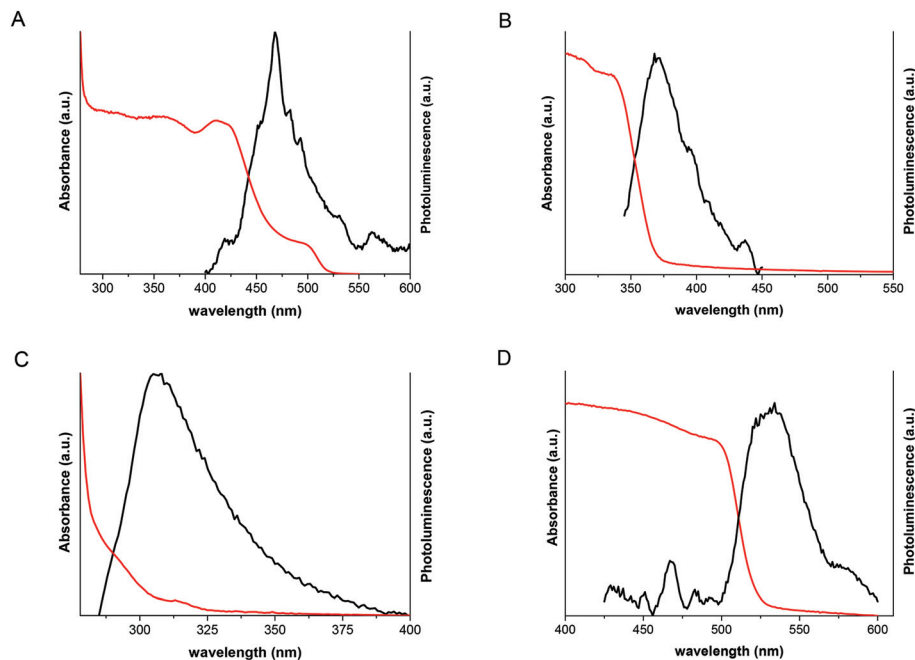 A
Absorbance (a.u.)
Photoluminescence (a.u.)
300 350 400 450 500 550 600
wavelength (nm)
B
Absorbance (a.u.)
Photoluminescence (a.u.)
300 350 400 450 500 550
wavelength (nm)
C
Absorbance (a.u.)
Photoluminescence (a.u.)
300 325 350 375 400
wavelength (nm)
D
Absorbance (a.u.)
Photoluminescence (a.u.)
400 450 500 550 600
wavelength (nm)